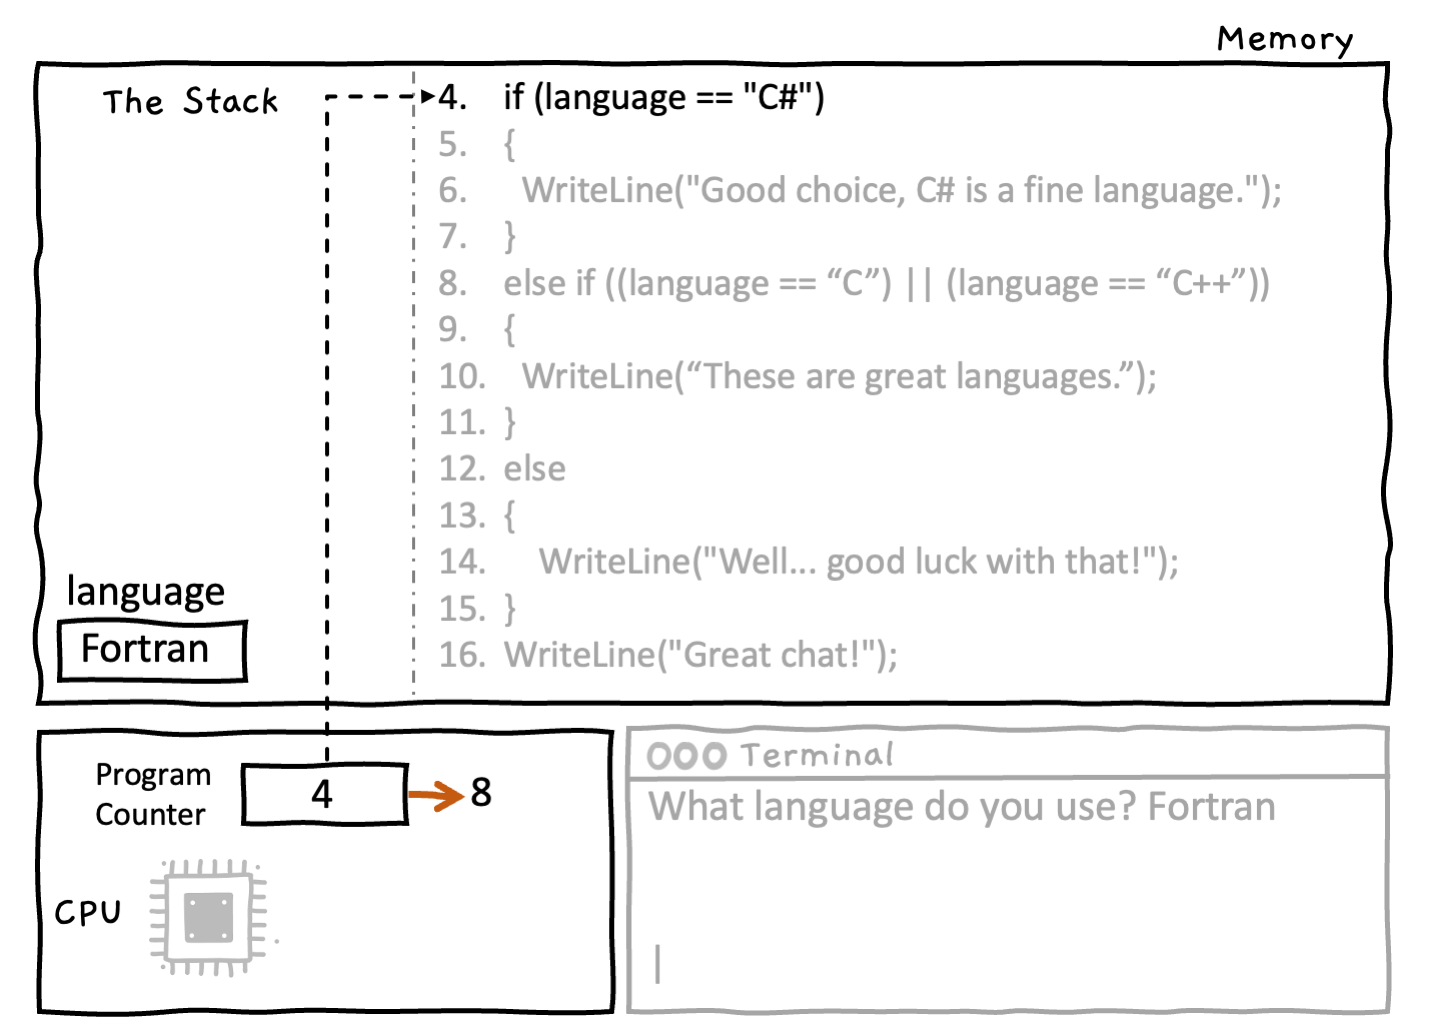 Memory
The Stack
4. if (language == "C#")
5. {
6. WriteLine("Good choice, C# is a fine language.");
7. }
8. else if ((language == “C”) || (language == “C++”))
9. {
10. WriteLine(“These are great languages.”);
11. }
12. else
13. {
14. WriteLine("Well... good luck with that!");
15. }
16. WriteLine("Great chat!");
language
Fortran
Program
Counter
4
8
CPU
Terminal
What language do you use? Fortran